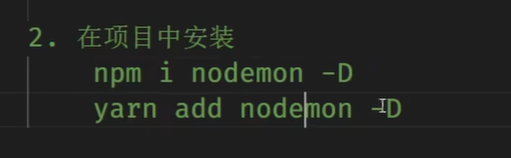 2. 在项目中安装
npm i nodemon -D
yarn add nodemon -D